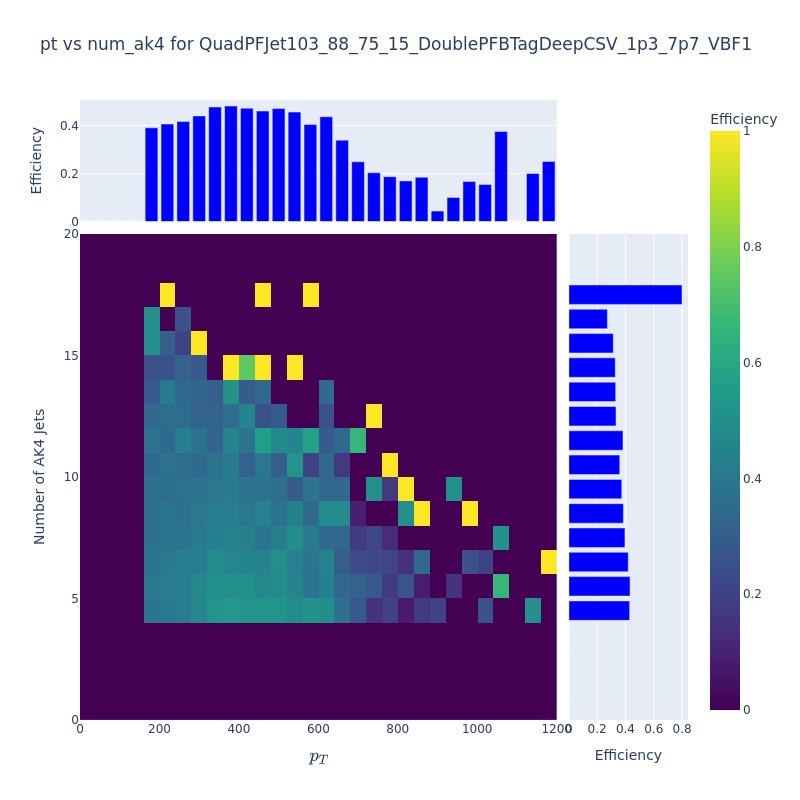 pt vs num_ak4 for QuadPFJet103_88_75_15_DoublePFBTagDeepCSV_1p3_7p7_VBF1
Efficiency
0.4
0.2
0
Efficiency
1
0.8
0.6
0.4
0.2
0
Number of AK4 Jets
20
15
10
5
0
0 200 400 600 800 1000 1200
p_T
0 0.2 0.4 0.6 0.8
Efficiency